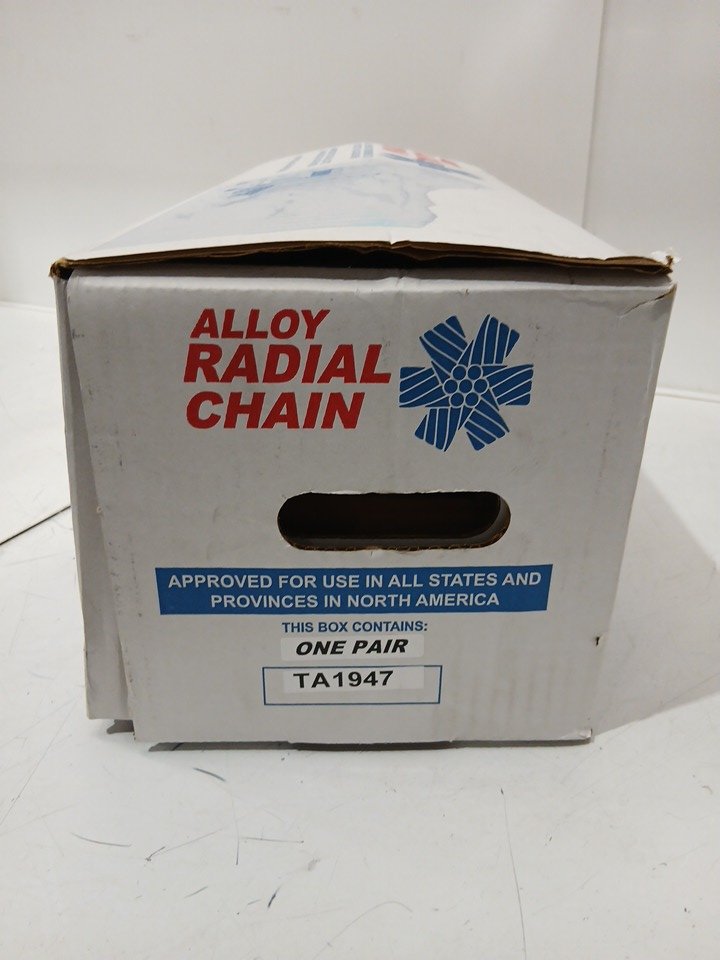 ALLOY
RADIAL
CHAIN
APPROVED FOR USE IN ALL STATES AND
PROVINCES IN NORTH AMERICA
THIS BOX CONTAINS:
ONE PAIR
TA1947